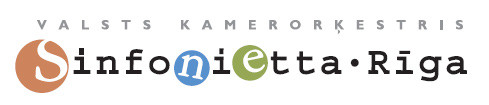 VALSTS KAMERORĶESTRIS
Sinfonietta·Rīga